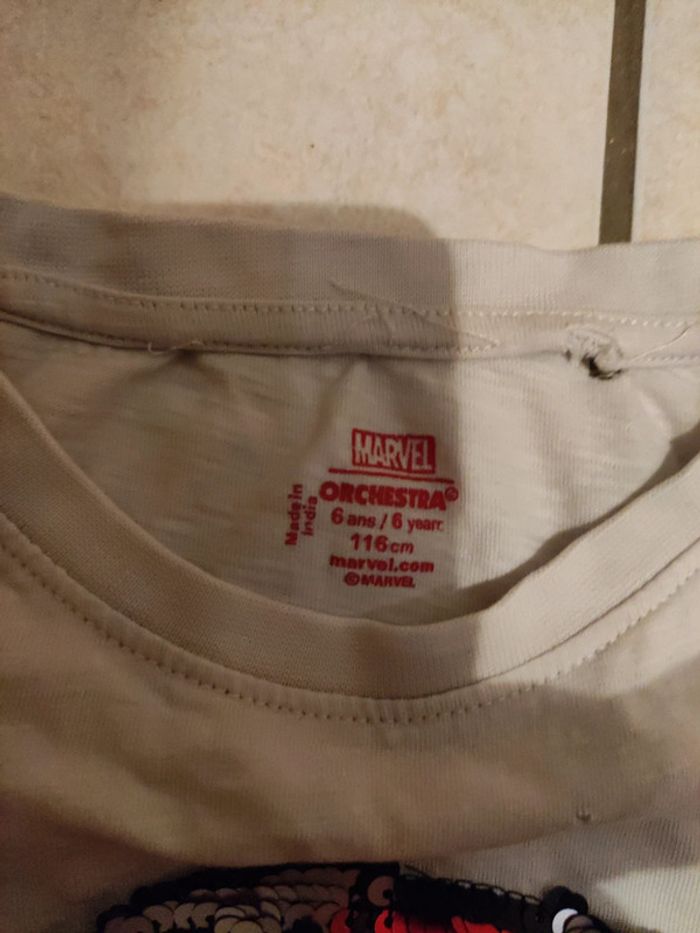 MARVEL
ORCHESTRA®
6 ans / 6 years
116cm
marvel.com
©MARVEL
Made in
India